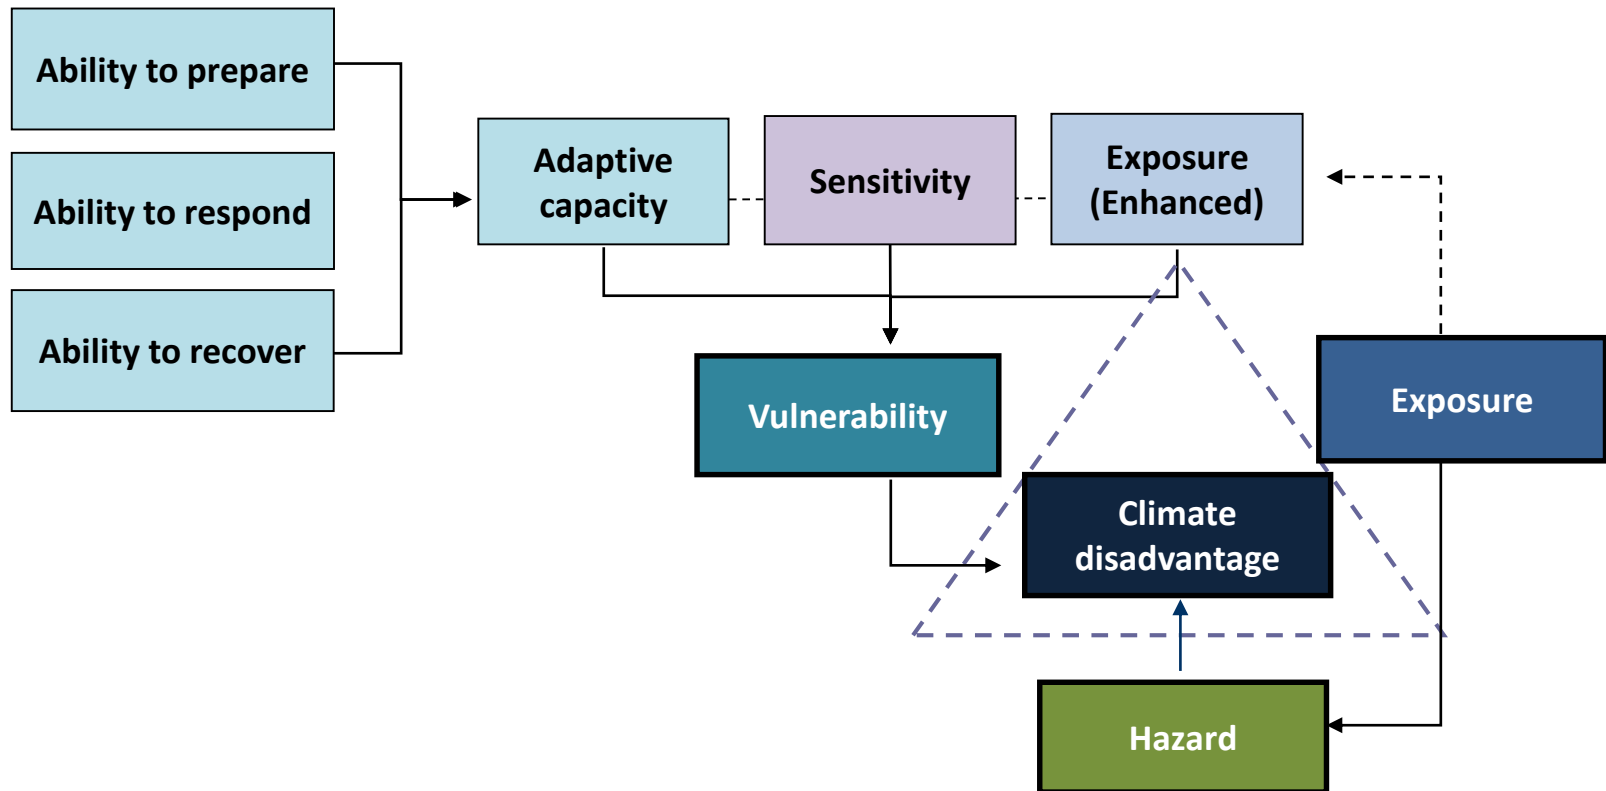 Ability to prepare
Ability to respond
Ability to recover
Adaptive
capacity
Sensitivity
Exposure
(Enhanced)
Vulnerability
Exposure
Climate
disadvantage
Hazard